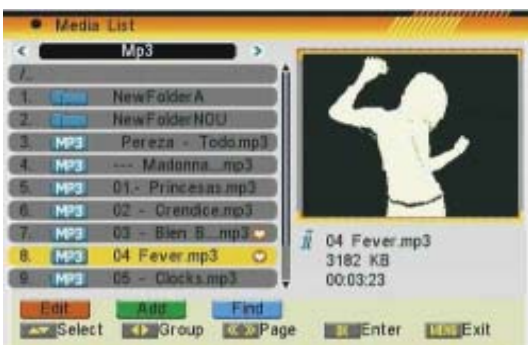 Media List
Mp3
/..
1. NewFolderA
2. NewFolderNOU
3. MP3 Pereza - Todo.mp3
4. MP3 --- Madonna...mp3
5. MP3 01.- Princesas.mp3
6. MP3 02 - Orendice.mp3
7. MP3 03 - Bien B...mp3
8. MP3 04 Fever.mp3
9. MP3 05 - Clocks.mp3
04 Fever.mp3
3182 KB
00:03:23
Edit Add Find
Select Group Page Enter MENU Exit